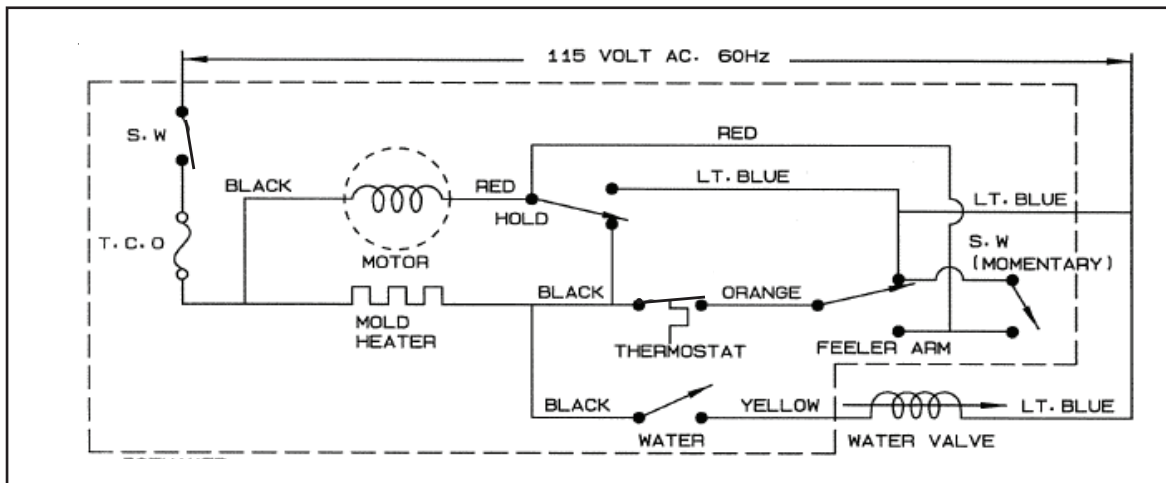 115 VOLT AC. 60Hz
S.W
RED
BLACK
RED
LT. BLUE
HOLD
LT. BLUE
T.C.O
S.W
(MOMENTARY)
MOTOR
BLACK
ORANGE
MOLD
HEATER
THERMOSTAT
FEELER ARM
BLACK
YELLOW
LT. BLUE
WATER
WATER VALVE